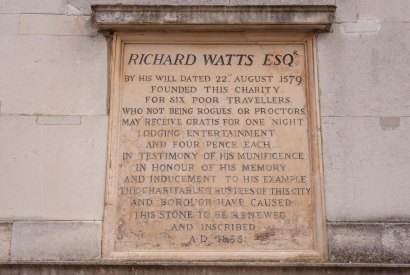 RICHARD WATTS ESQR
BY HIS WILL DATED 22. AUGUST 1579
FOUNDED THIS CHARITY,
FOR SIX POOR TRAVELLERS,
WHO NOT BEING ROGUES, OR PROCTORS,
MAY RECEIVE GRATIS FOR ONE NIGHT,
LODGING ENTERTAINMENT,
AND FOUR PENCE EACH.
IN TESTIMONY OF HIS MUNIFICENCE
IN HONOUR OF HIS MEMORY
AND INDUCEMENT TO HIS EXAMPLE
THE CHARITABLE TRUSTEES OF THIS CITY
AND BOROUGH HAVE CAUSED
THIS STONE TO BE RENEWED
AND INSCRIBED
A.D. 1865.